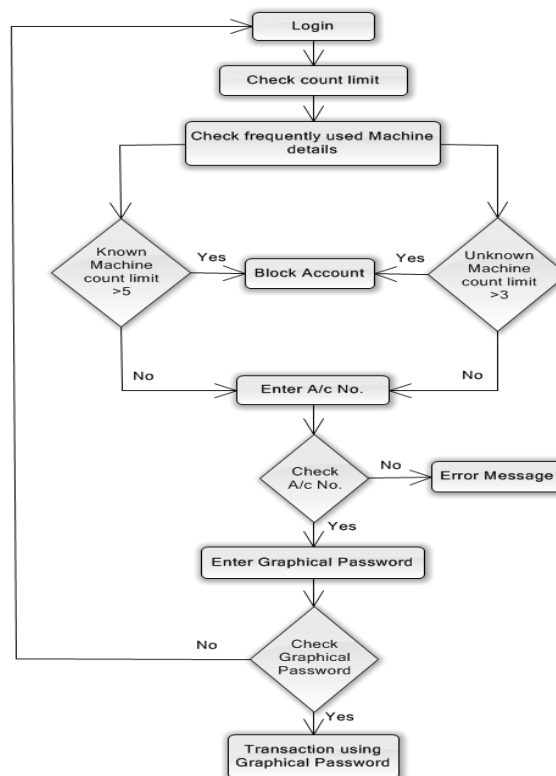 Login
Check count limit
Check frequently used Machine
details
Known
Machine
count limit
>5
Yes
Block Account
Yes
Unknown
Machine
count limit
>3
No
Enter A/c No.
No
Check
A/c No.
No
Error Message
Yes
Enter Graphical Password
No
Check
Graphical
Password
Yes
Transaction using
Graphical Password